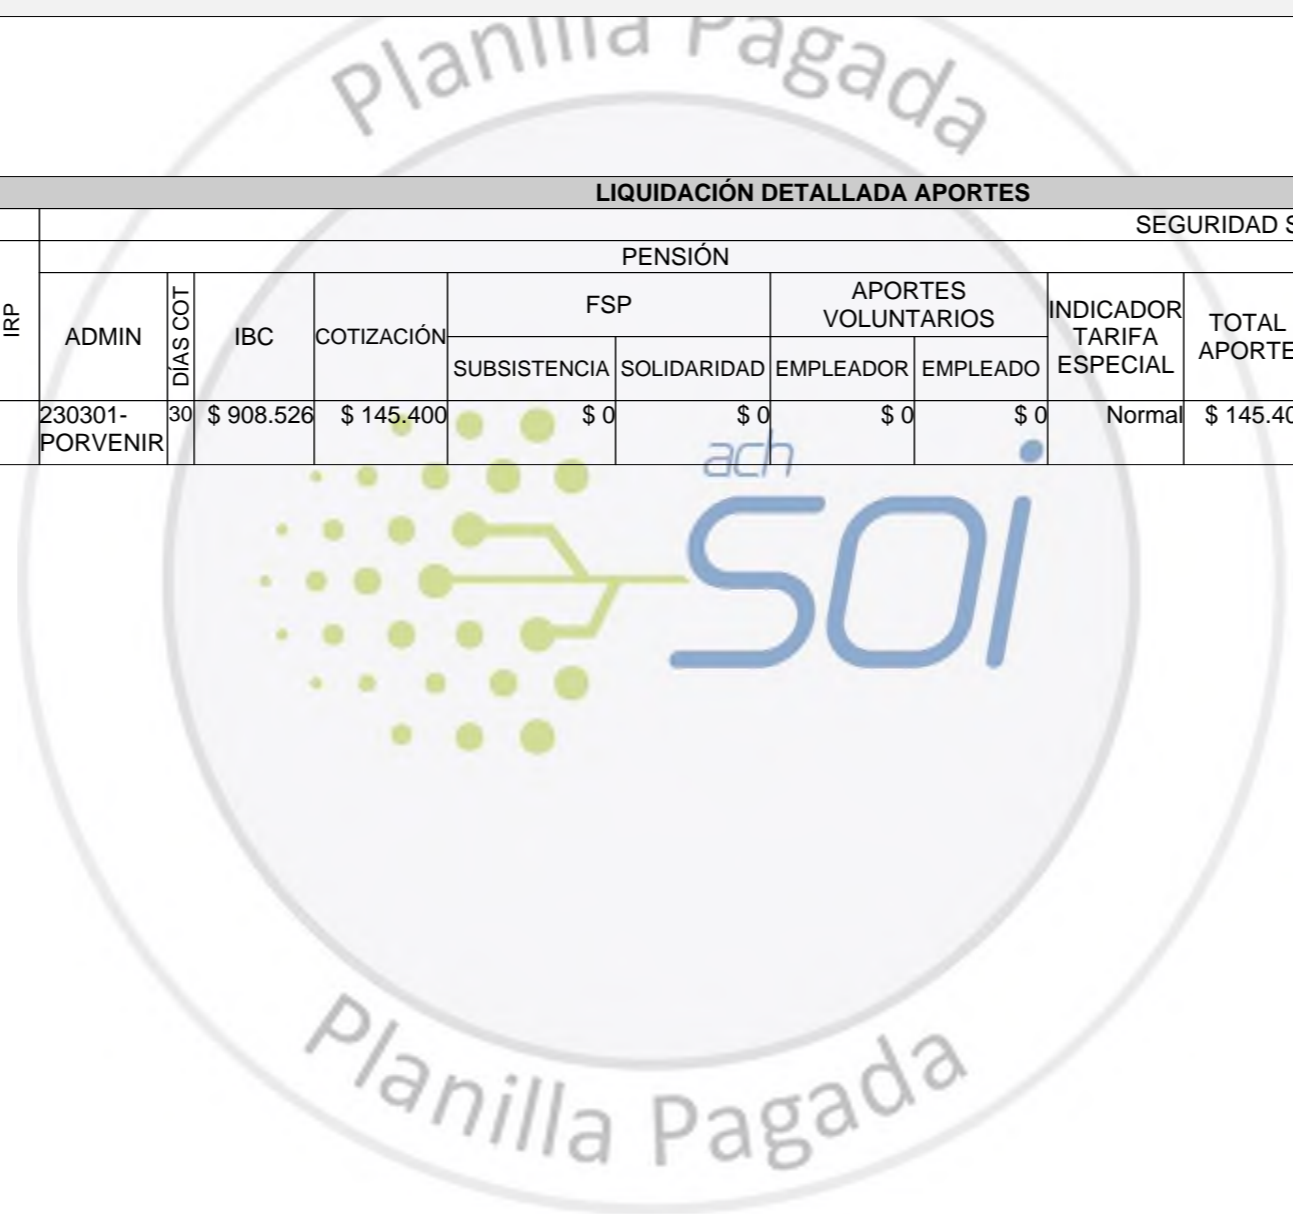 Planilla Pagada
LIQUIDACIÓN DETALLADA APORTES
SEGURIDAD S
PENSIÓN
IRP
ADMIN
DÍAS COT
IBC
COTIZACIÓN
FSP
APORTES
VOLUNTARIOS
SUBSISTENCIA SOLIDARIDAD EMPLEADOR EMPLEADO
INDICADOR
TARIFA
ESPECIAL
TOTAL
APORTE
230301- 30 $ 908.526 $ 145.400 $ 0 $ 0 $ 0 $ 0 Normal $ 145.40
PORVENIR
ach
soi
Planilla Pagada